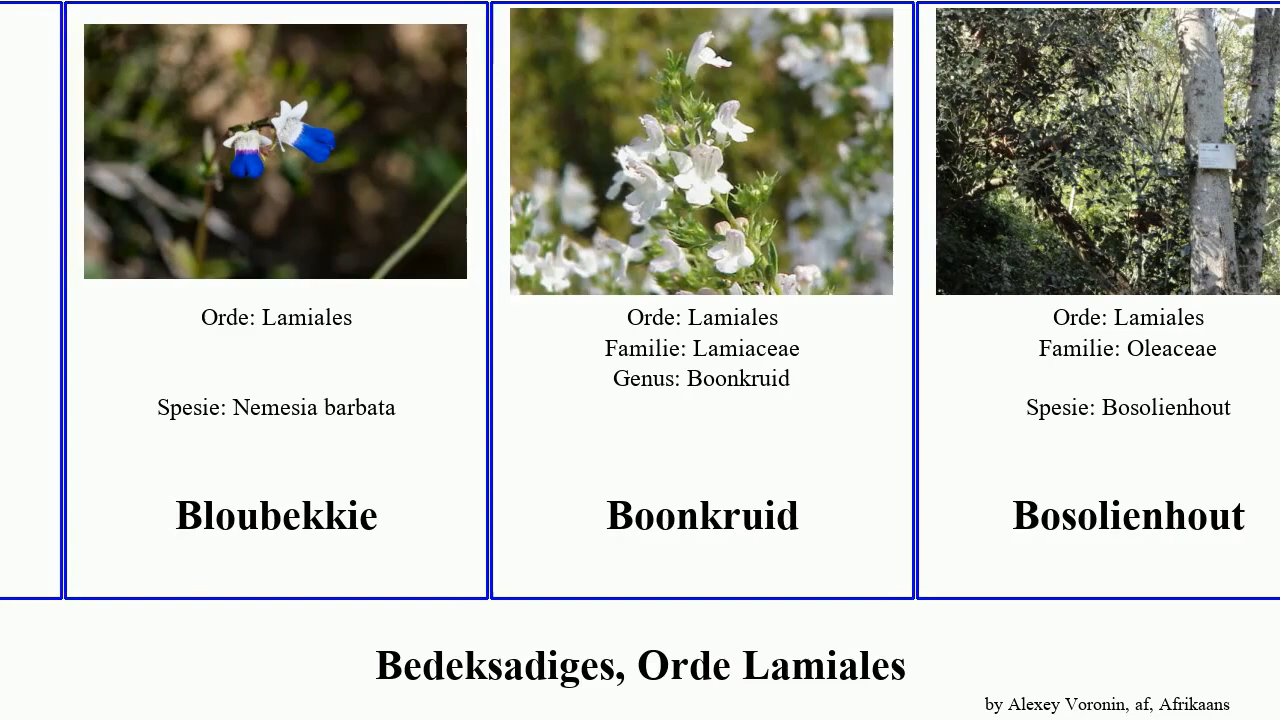 Orde: Lamiales
Spesie: Nemesia barbata
Bloubekkie
Orde: Lamiales
Familie: Lamiaceae
Genus: Boonkruid
Boonkruid
Orde: Lamiales
Familie: Oleaceae
Spesie: Bosolienhout
Bosolienhout
Bedeksadiges, Orde Lamiales
by Alexey Voronin, af, Afrikaans